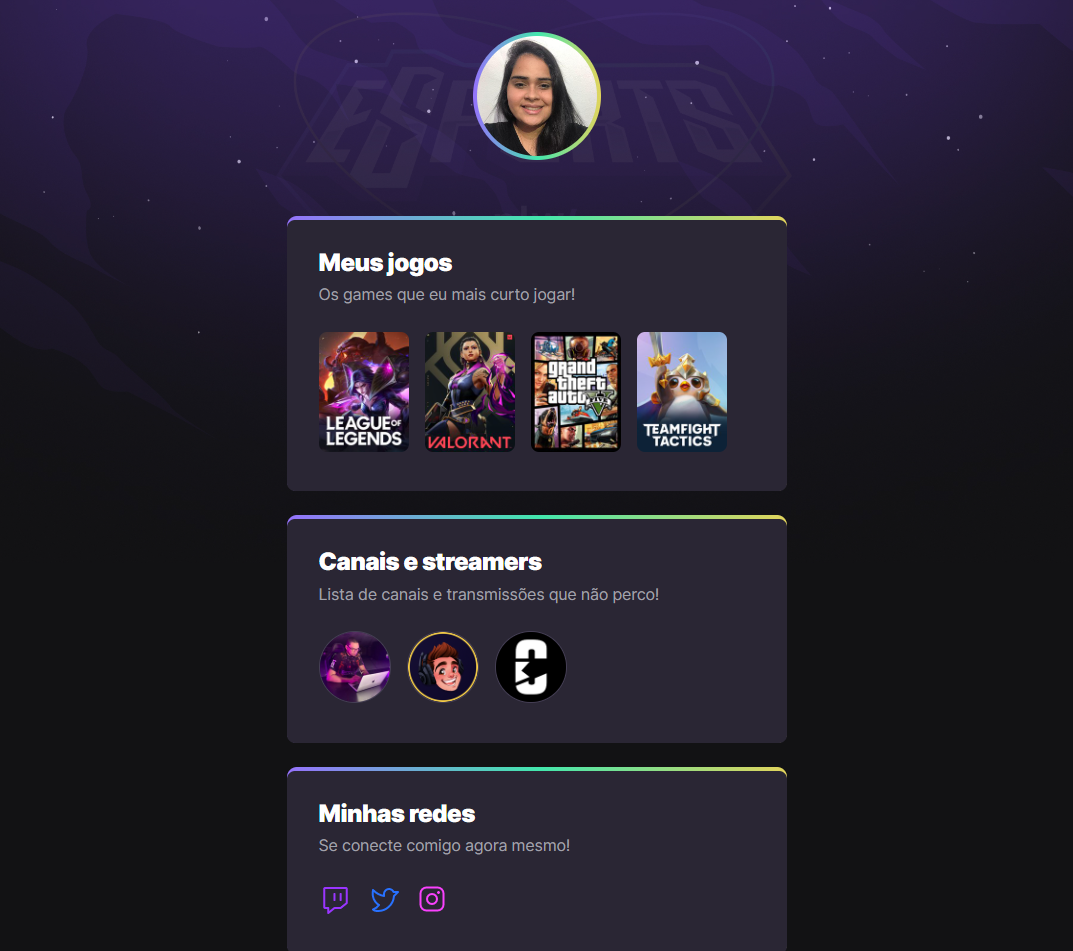 ESPORTS
Meus jogos
Os games que eu mais curto jogar!
LEAGUE OF
LEGENDS
VALORANT
grand
theft
auto
FIVE
TEAMFIGHT
TACTICS
Canais e streamers
Lista de canais e transmissões que não perco!
Minhas redes
Se conecte comigo agora mesmo!